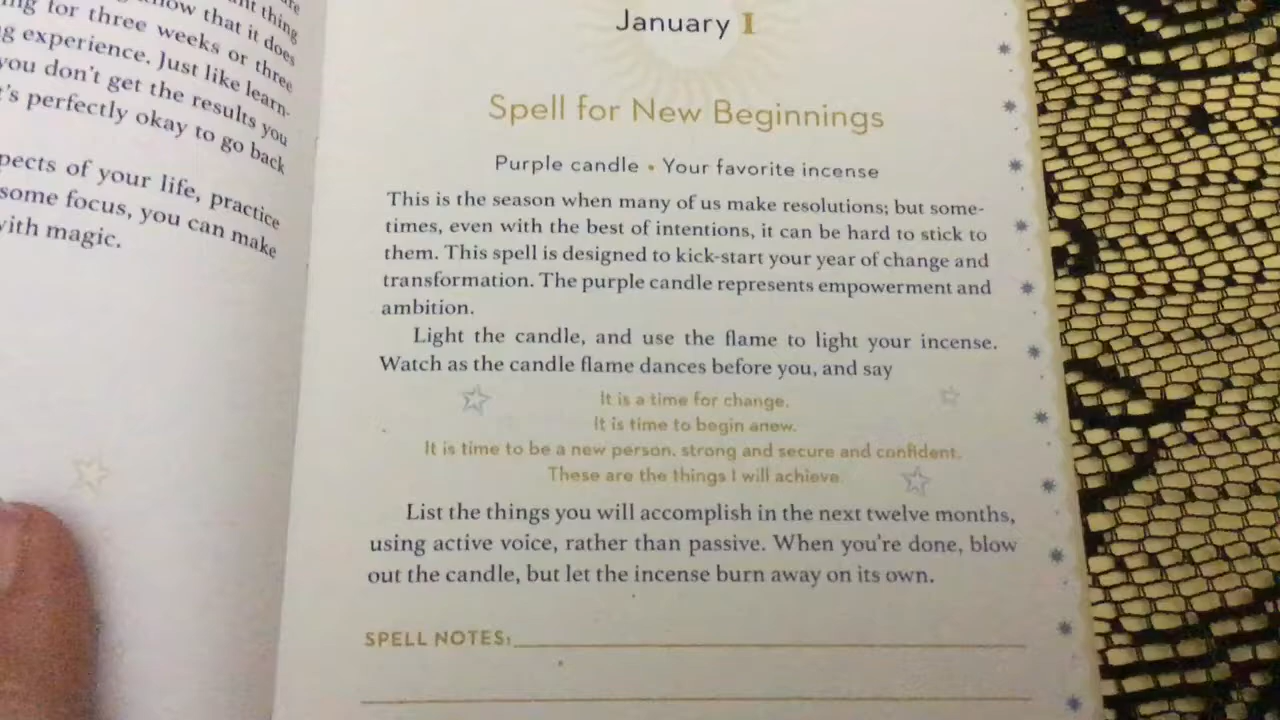 thing
know that it does
for three weeks or three
experience. Just like learn-
you don't get the results you
's perfectly okay to go back
of your life, practice
some focus, you can make
with magic.
January 1
Spell for New Beginnings
Purple candle • Your favorite incense
This is the season when many of us make resolutions; but some-
times, even with the best of intentions, it can be hard to stick to
them. This spell is designed to kick-start your year of change and
transformation. The purple candle represents empowerment and
ambition.
Light the candle, and use the flame to light your incense.
Watch as the candle flame dances before you, and say
It is a time for change.
It is time to begin anew.
It is time to be a new person, strong and secure and confident.
These are the things I will achieve.
List the things you will accomplish in the next twelve months,
using active voice, rather than passive. When you're done, blow
out the candle, but let the incense burn away on its own.
SPELL NOTES: